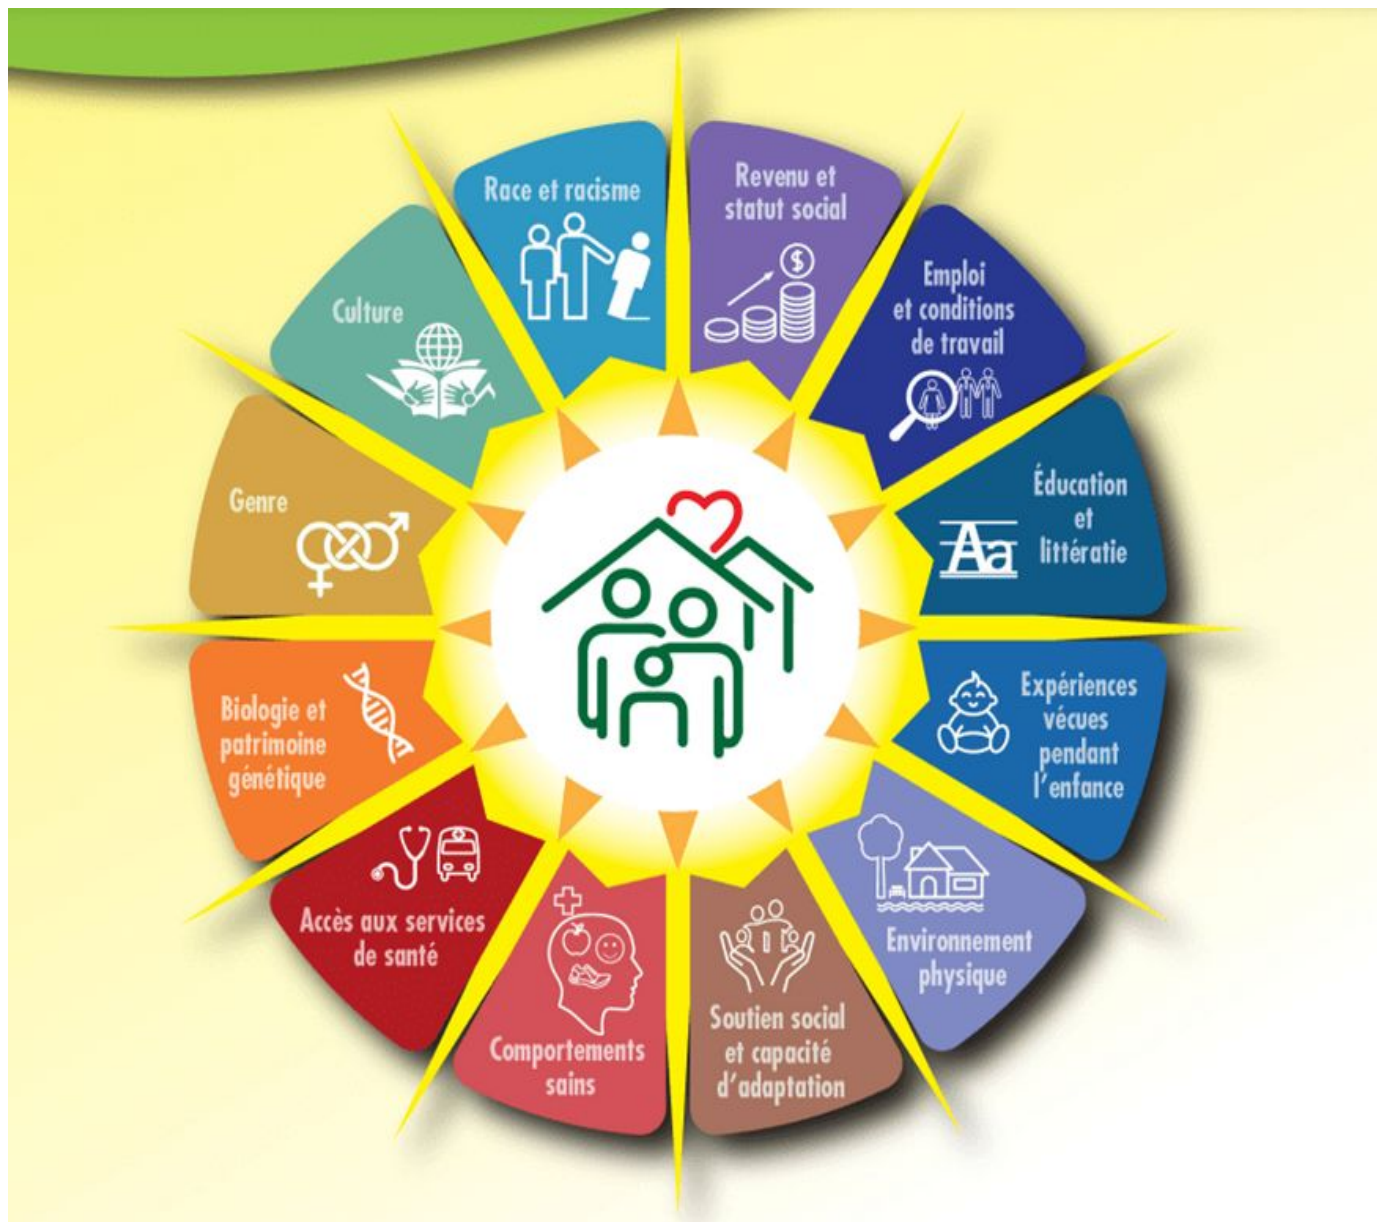 Race et racisme
Revenu et
statut social
$
Emploi
et conditions
de travail
Éducation
et
littératie
Aa
Expériences
vécues
pendant
l'enfance
Environnement
physique
Soutien social
et capacité
d'adaptation
Comportements
sains
Accès aux services
de santé
Biologie et
patrimoine
génétique
Genre
Culture